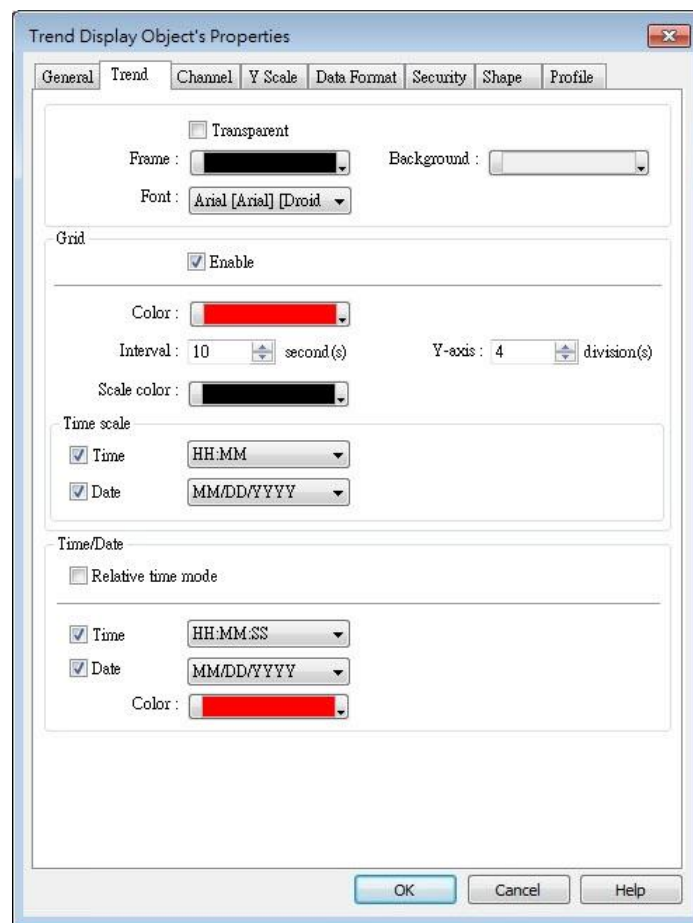 Trend Display Object's Properties
General Trend Channel Y Scale Data Format Security Shape Profile
Transparent
Frame : Background :
Font : Arial [Arial] [Droid
Grid
Enable
Color :
Interval : 10 second(s) Y-axis : 4 division(s)
Scale color :
Time scale
Time HH:MM
Date MM/DD/YYYY
Time/Date
Relative time mode
Time HH:MM:SS
Date MM/DD/YYYY
Color :
OK Cancel Help